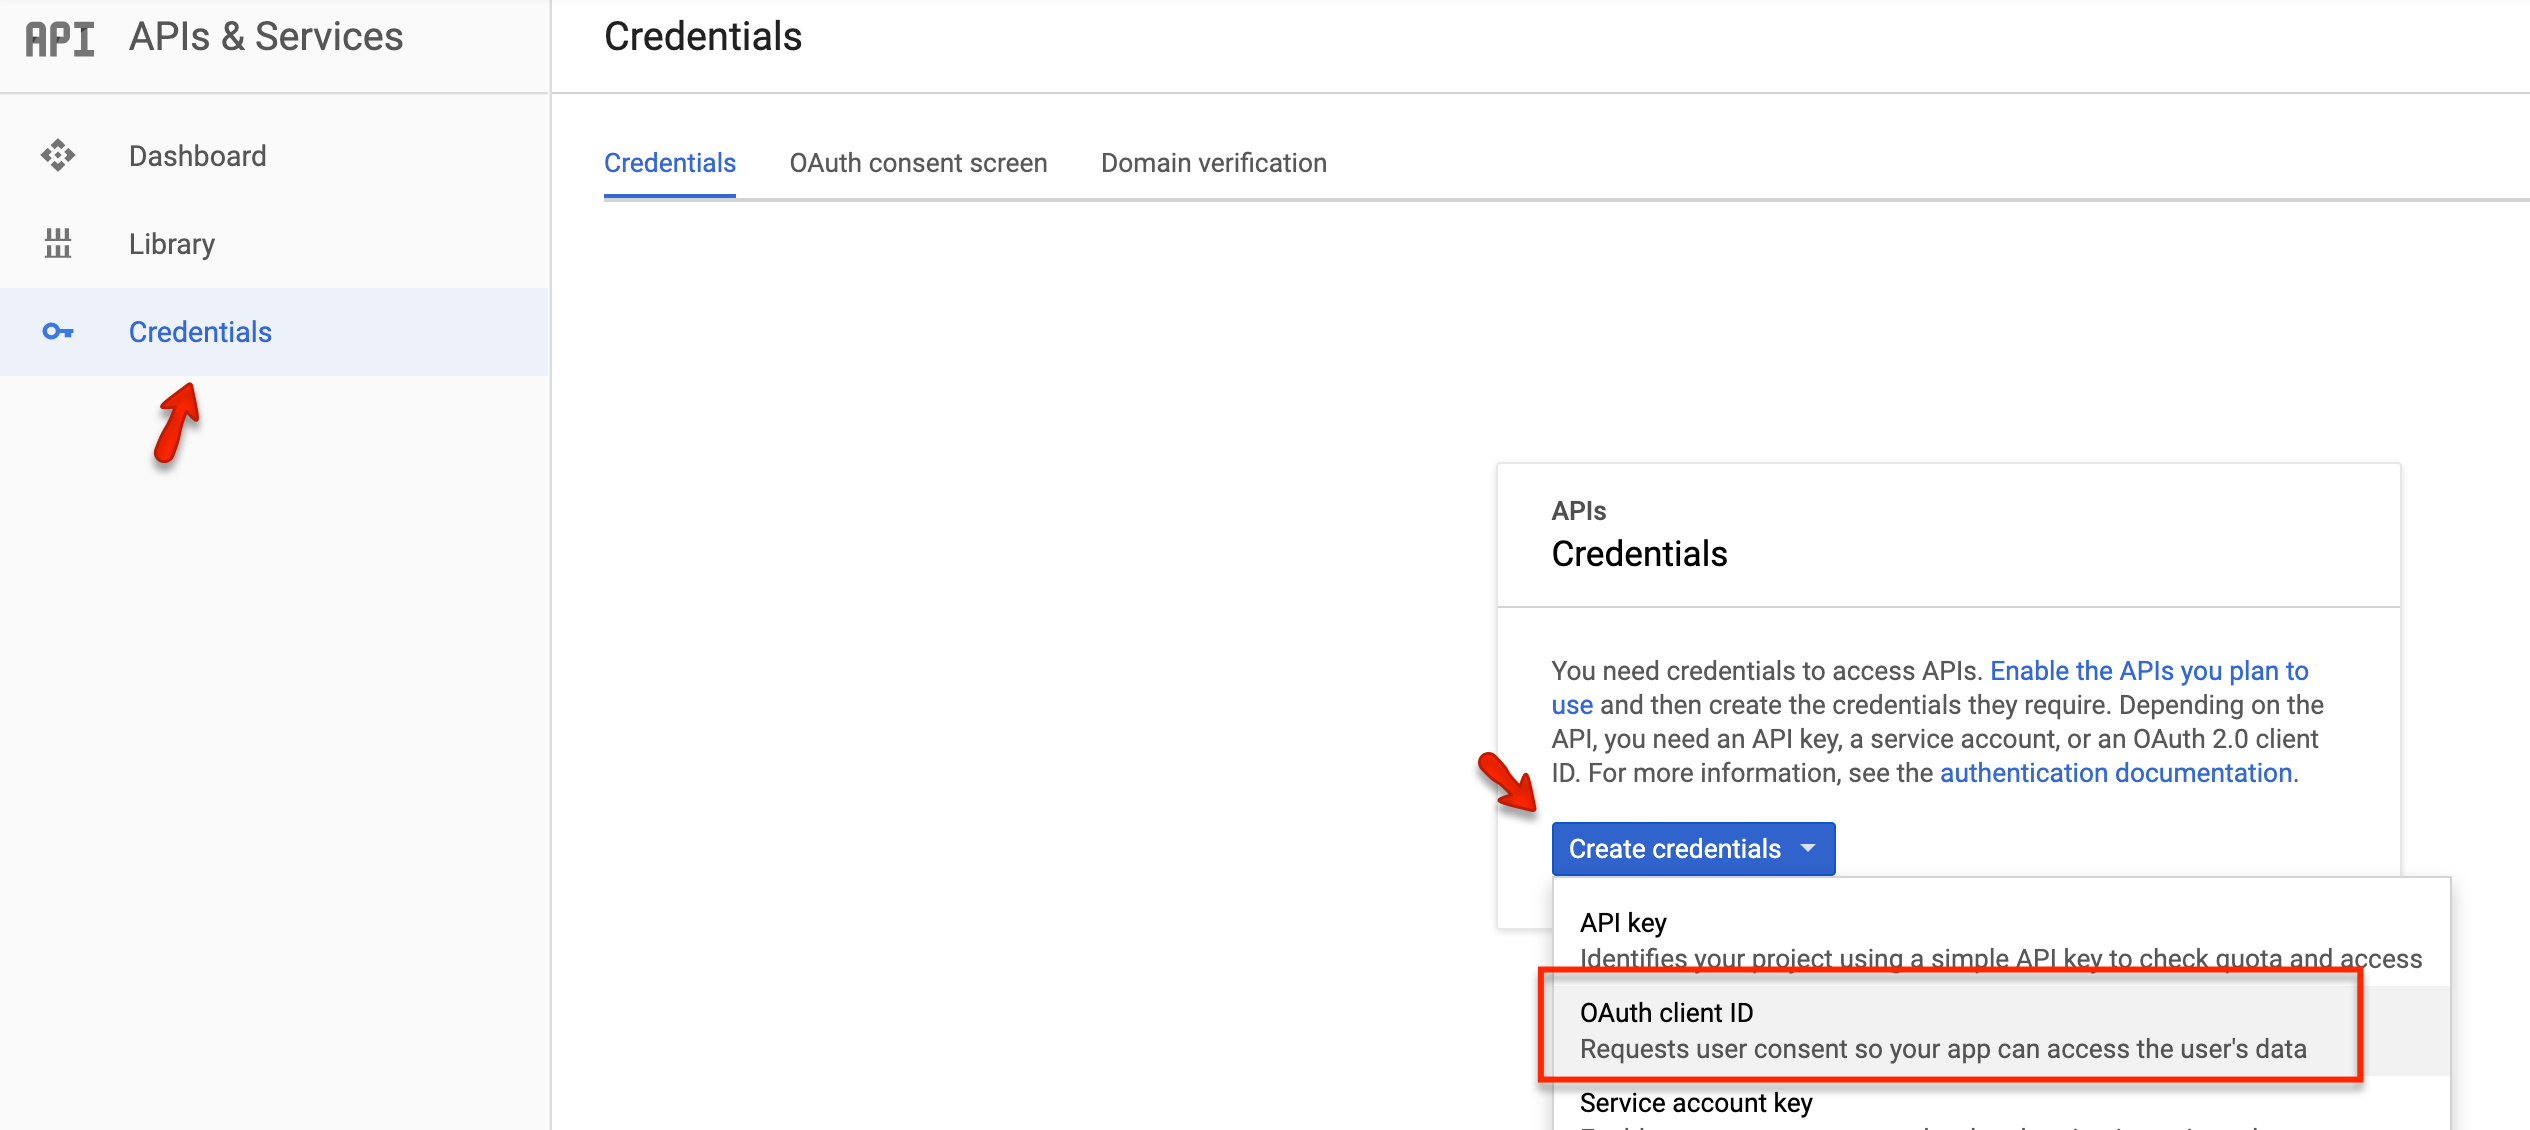 API APIs & Services
Credentials
Dashboard
Library
Credentials
Credentials OAuth consent screen Domain verification
APIs
Credentials
You need credentials to access APIs. Enable the APIs you plan to
use and then create the credentials they require. Depending on the
API, you need an API key, a service account, or an OAuth 2.0 client
ID. For more information, see the authentication documentation.
Create credentials
API key
Identifies your project using a simple API key to check quota and access
OAuth client ID
Requests user consent so your app can access the user's data
Service account key